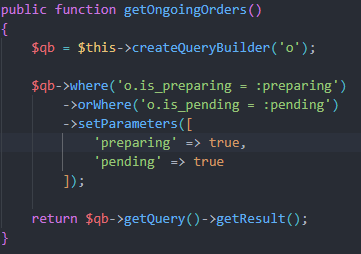 public function getOngoingOrders()
{
    $qb = $this->createQueryBuilder('o');

    $qb->where('o.is_preparing = :preparing')
        ->orWhere('o.is_pending = :pending')
        ->setParameters([
            'preparing' => true,
            'pending' => true
        ]);

    return $qb->getQuery()->getResult();
}